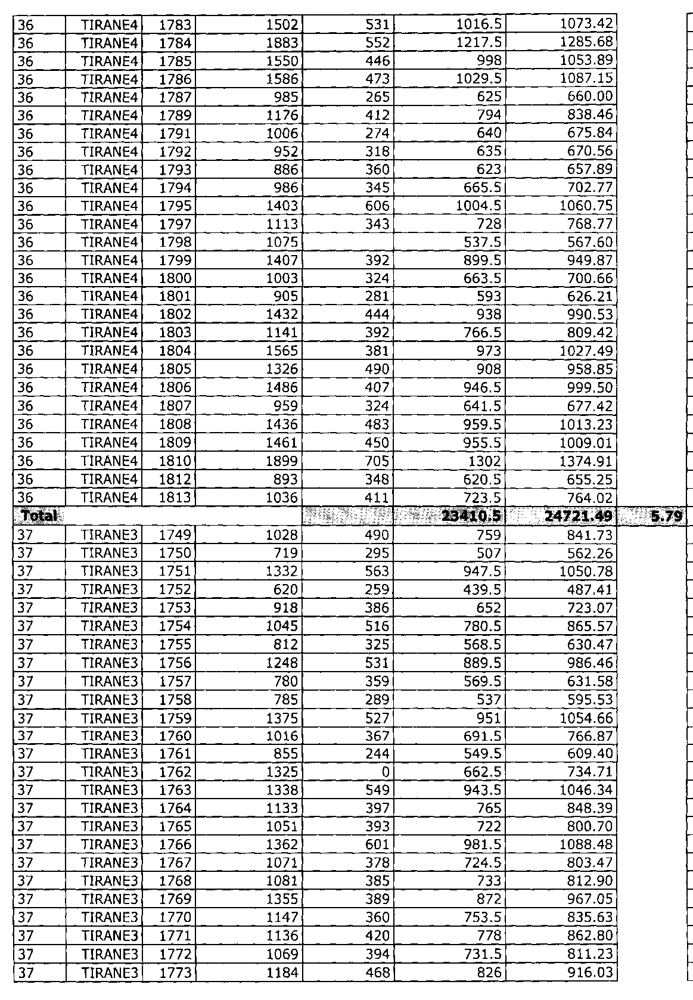 36 TIRANE4 1783 1502 531 1016.5 1073.42
36 TIRANE4 1784 1883 552 1217.5 1285.68
36 TIRANE4 1785 1550 446 998 1053.89
36 TIRANE4 1786 1586 473 1029.5 1087.15
36 TIRANE4 1787 985 265 625 660.00
36 TIRANE4 1789 1176 412 794 838.46
36 TIRANE4 1791 1006 274 640 675.84
36 TIRANE4 1792 952 318 635 670.56
36 TIRANE4 1793 886 360 623 657.89
36 TIRANE4 1794 986 345 665.5 702.77
36 TIRANE4 1795 1403 606 1004.5 1060.75
36 TIRANE4 1797 1113 343 728 768.77
36 TIRANE4 1798 1075 537.5 567.60
36 TIRANE4 1799 1407 392 899.5 949.87
36 TIRANE4 1800 1003 324 663.5 700.66
36 TIRANE4 1801 905 281 593 626.21
36 TIRANE4 1802 1432 444 938 990.53
36 TIRANE4 1803 1141 392 766.5 809.42
36 TIRANE4 1804 1565 381 973 1027.49
36 TIRANE4 1805 1326 490 908 958.85
36 TIRANE4 1806 1486 407 946.5 999.50
36 TIRANE4 1807 959 324 641.5 677.42
36 TIRANE4 1808 1436 483 959.5 1013.23
36 TIRANE4 1809 1461 450 955.5 1009.01
36 TIRANE4 1810 1899 705 1302 1374.91
36 TIRANE4 1812 893 348 620.5 655.25
36 TIRANE4 1813 1036 411 723.5 764.02
Total 23410.5 24721.49 5.79
37 TIRANE3 1749 1028 490 759 841.73
37 TIRANE3 1750 719 295 507 562.26
37 TIRANE3 1751 1332 563 947.5 1050.78
37 TIRANE3 1752 620 259 439.5 487.41
37 TIRANE3 1753 918 386 652 723.07
37 TIRANE3 1754 1045 516 780.5 865.57
37 TIRANE3 1755 812 325 568.5 630.47
37 TIRANE3 1756 1248 531 889.5 986.46
37 TIRANE3 1757 780 359 569.5 631.58
37 TIRANE3 1758 785 289 537 595.53
37 TIRANE3 1759 1375 527 951 1054.66
37 TIRANE3 1760 1016 367 691.5 766.87
37 TIRANE3 1761 855 244 549.5 609.40
37 TIRANE3 1762 1325 0 662.5 734.71
37 TIRANE3 1763 1338 549 943.5 1046.34
37 TIRANE3 1764 1133 397 765 848.39
37 TIRANE3 1765 1051 393 722 800.70
37 TIRANE3 1766 1362 601 981.5 1088.48
37 TIRANE3 1767 1071 378 724.5 803.47
37 TIRANE3 1768 1081 385 733 812.90
37 TIRANE3 1769 1355 389 872 967.05
37 TIRANE3 1770 1147 360 753.5 835.63
37 TIRANE3 1771 1136 420 778 862.80
37 TIRANE3 1772 1069 394 731.5 811.23
37 TIRANE3 1773 1184 468 826 916.03